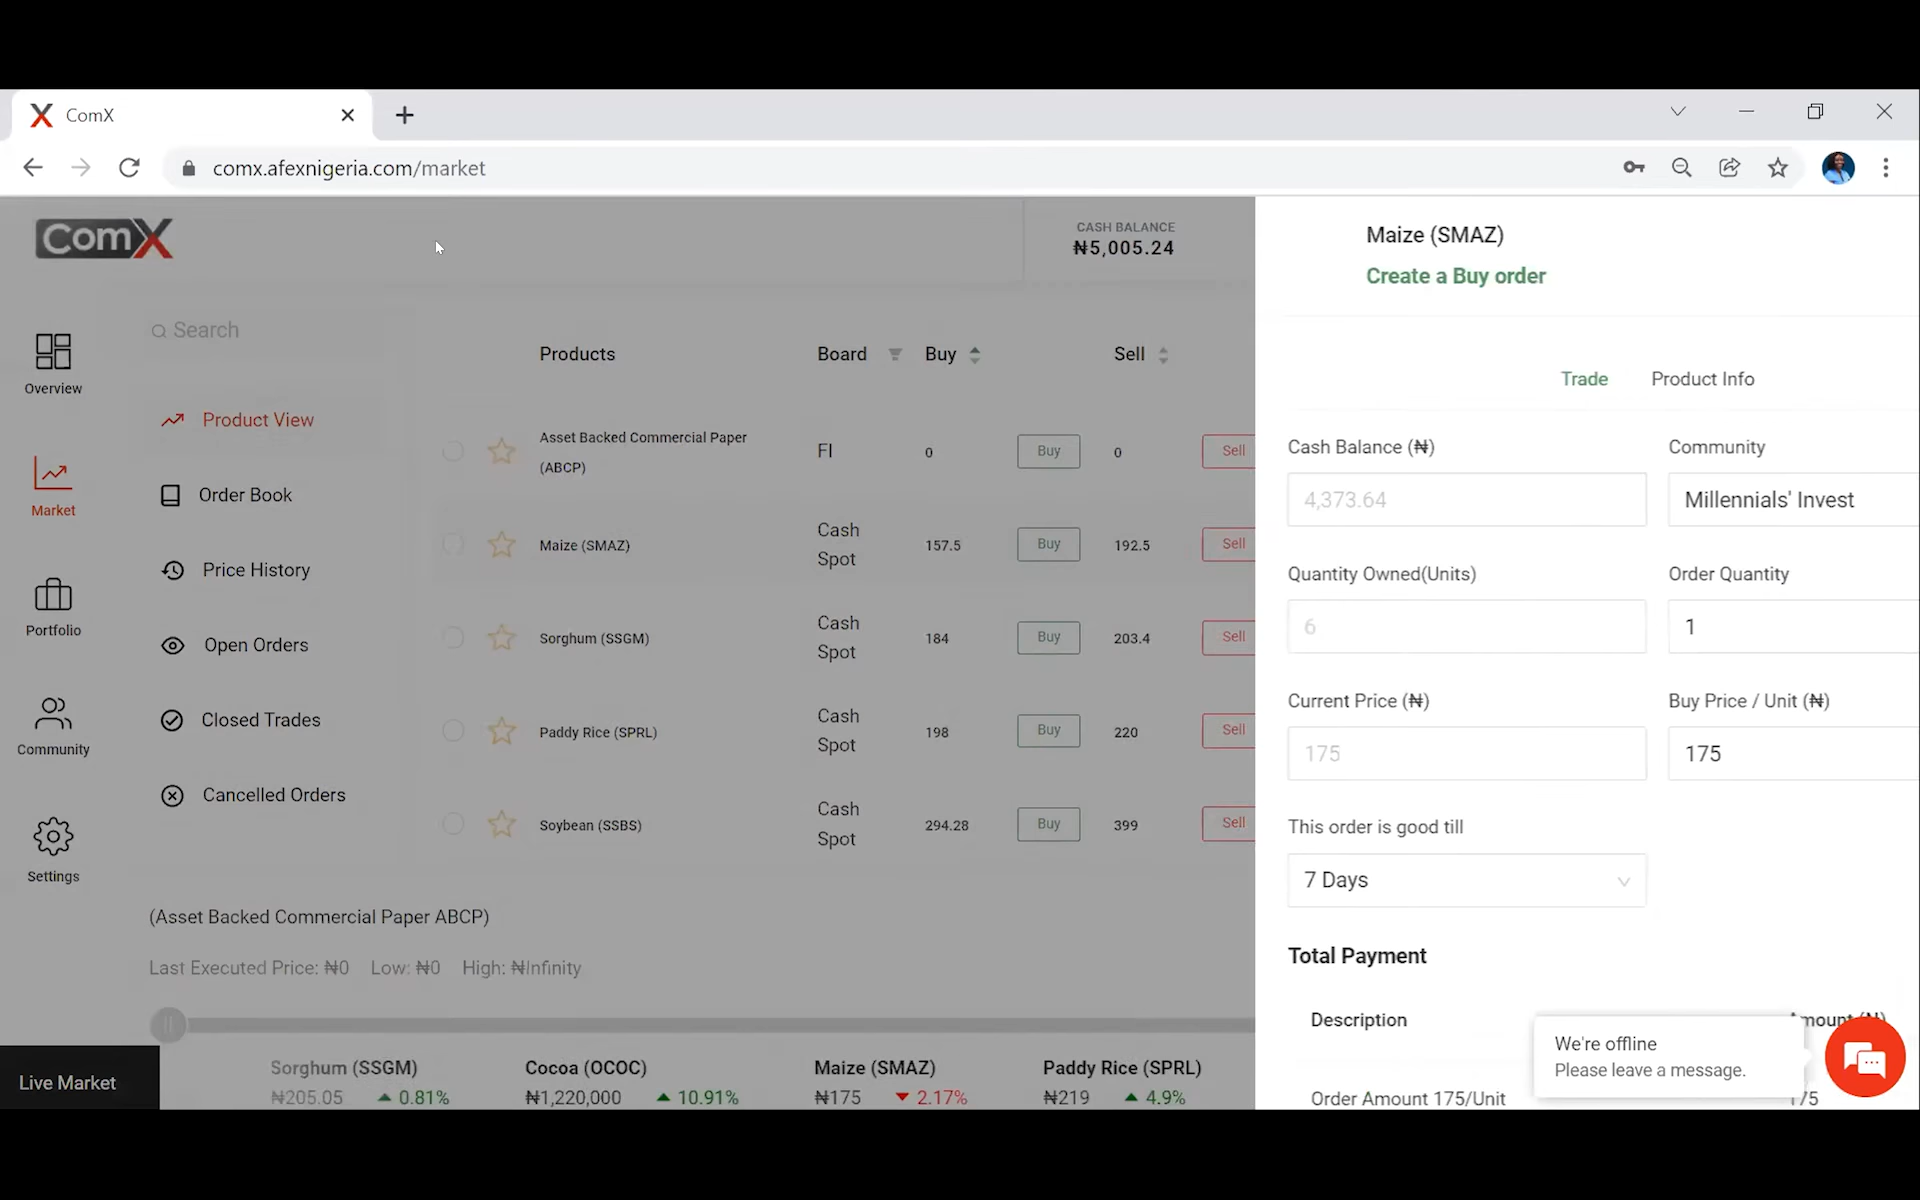 ComX
comx.afexnigeria.com/market
ComX
CASH BALANCE
₦5,005.24
Overview
Market
Portfolio
Community
Settings
Search
Product View
Order Book
Price History
Open Orders
Closed Trades
Cancelled Orders
Products Board Buy Sell
Asset Backed Commercial Paper
(ABCP)
FI 0 Buy 0 Sell
Maize (SMAZ) Cash
Spot
157.5 Buy 192.5 Sell
Sorghum (SSGM) Cash
Spot
184 Buy 203.4 Sell
Paddy Rice (SPRL) Cash
Spot
198 Buy 220 Sell
Soybean (SSBS) Cash
Spot
294.28 Buy 399 Sell
(Asset Backed Commercial Paper ABCP)
Last Executed Price: ₦0 Low: ₦0 High: ₦Infinity
Live Market
Sorghum (SSGM)
₦205.05 0.81%
Cocoa (OCOC)
₦1,220,000 10.91%
Maize (SMAZ)
₦175 2.17%
Paddy Rice (SPRL)
₦219 4.9%
Maize (SMAZ)
Create a Buy order
Trade Product Info
Cash Balance (₦) Community
4,373.64 Millennials' Invest
Quantity Owned(Units) Order Quantity
6 1
Current Price (₦) Buy Price / Unit (₦)
175 175
This order is good till
7 Days
Total Payment
Description
Order Amount 175/Unit
We're offline
Please leave a message.